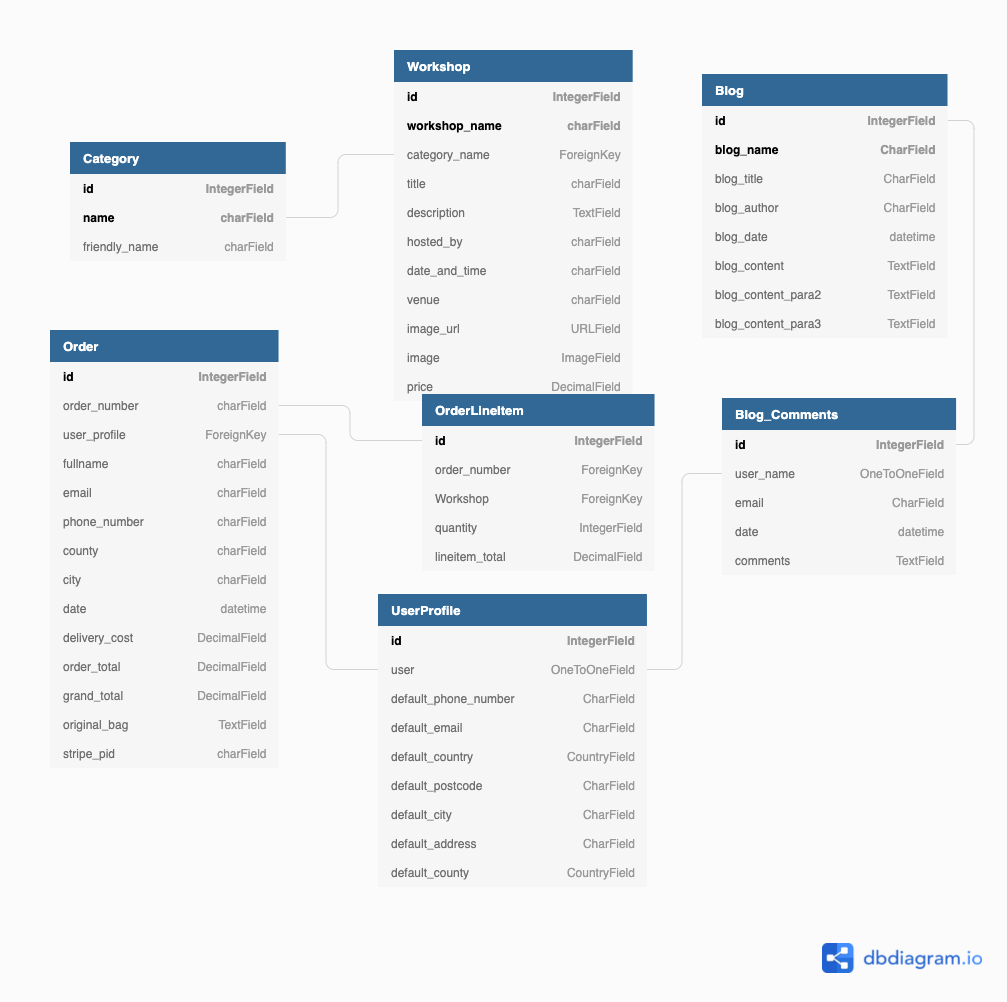 Workshop
id IntegerField
workshop_name charField
category_name ForeignKey
title charField
description TextField
hosted_by charField
date_and_time charField
venue charField
image_url URLField
image ImageField
price DecimalField
Blog
id IntegerField
blog_name CharField
blog_title CharField
blog_author CharField
blog_date datetime
blog_content TextField
blog_content_para2 TextField
blog_content_para3 TextField
Category
id IntegerField
name charField
friendly_name charField
Order
id IntegerField
order_number charField
user_profile ForeignKey
fullname charField
email charField
phone_number charField
county charField
city charField
date datetime
delivery_cost DecimalField
order_total DecimalField
grand_total DecimalField
original_bag TextField
stripe_pid charField
OrderLineItem
id IntegerField
order_number ForeignKey
Workshop ForeignKey
quantity IntegerField
lineitem_total DecimalField
Blog_Comments
id IntegerField
user_name OneToOneField
email CharField
date datetime
comments TextField
UserProfile
id IntegerField
user OneToOneField
default_phone_number CharField
default_email CharField
default_country CountryField
default_postcode CharField
default_city CharField
default_address CharField
default_county CountryField
dbdiagram.io